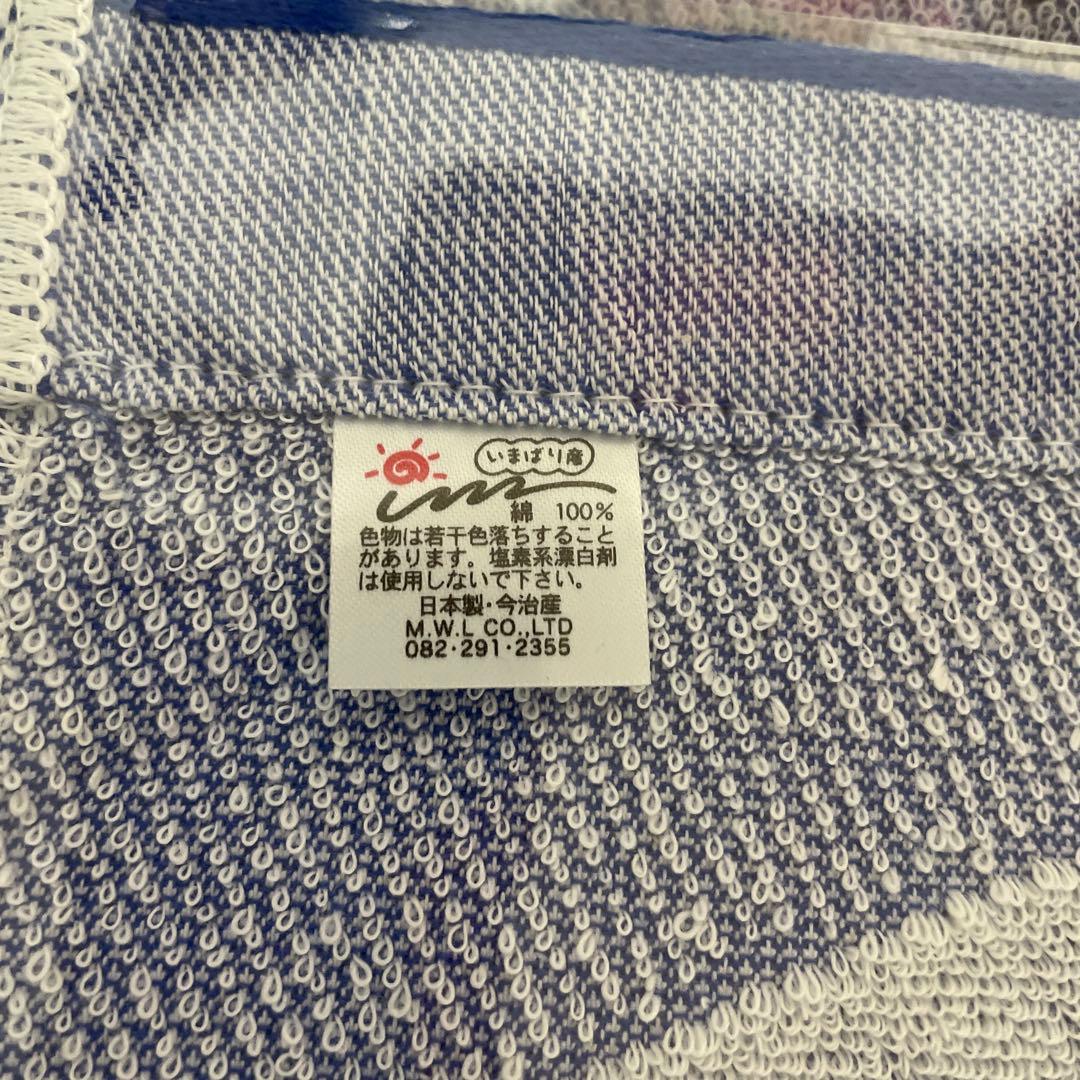 いまばり産
綿 100%
色物は若干色落ちすること
があります。塩素系漂白剤
は使用しないで下さい。
日本製・今治産
M.W.L CO.,LTD
082・291・2355